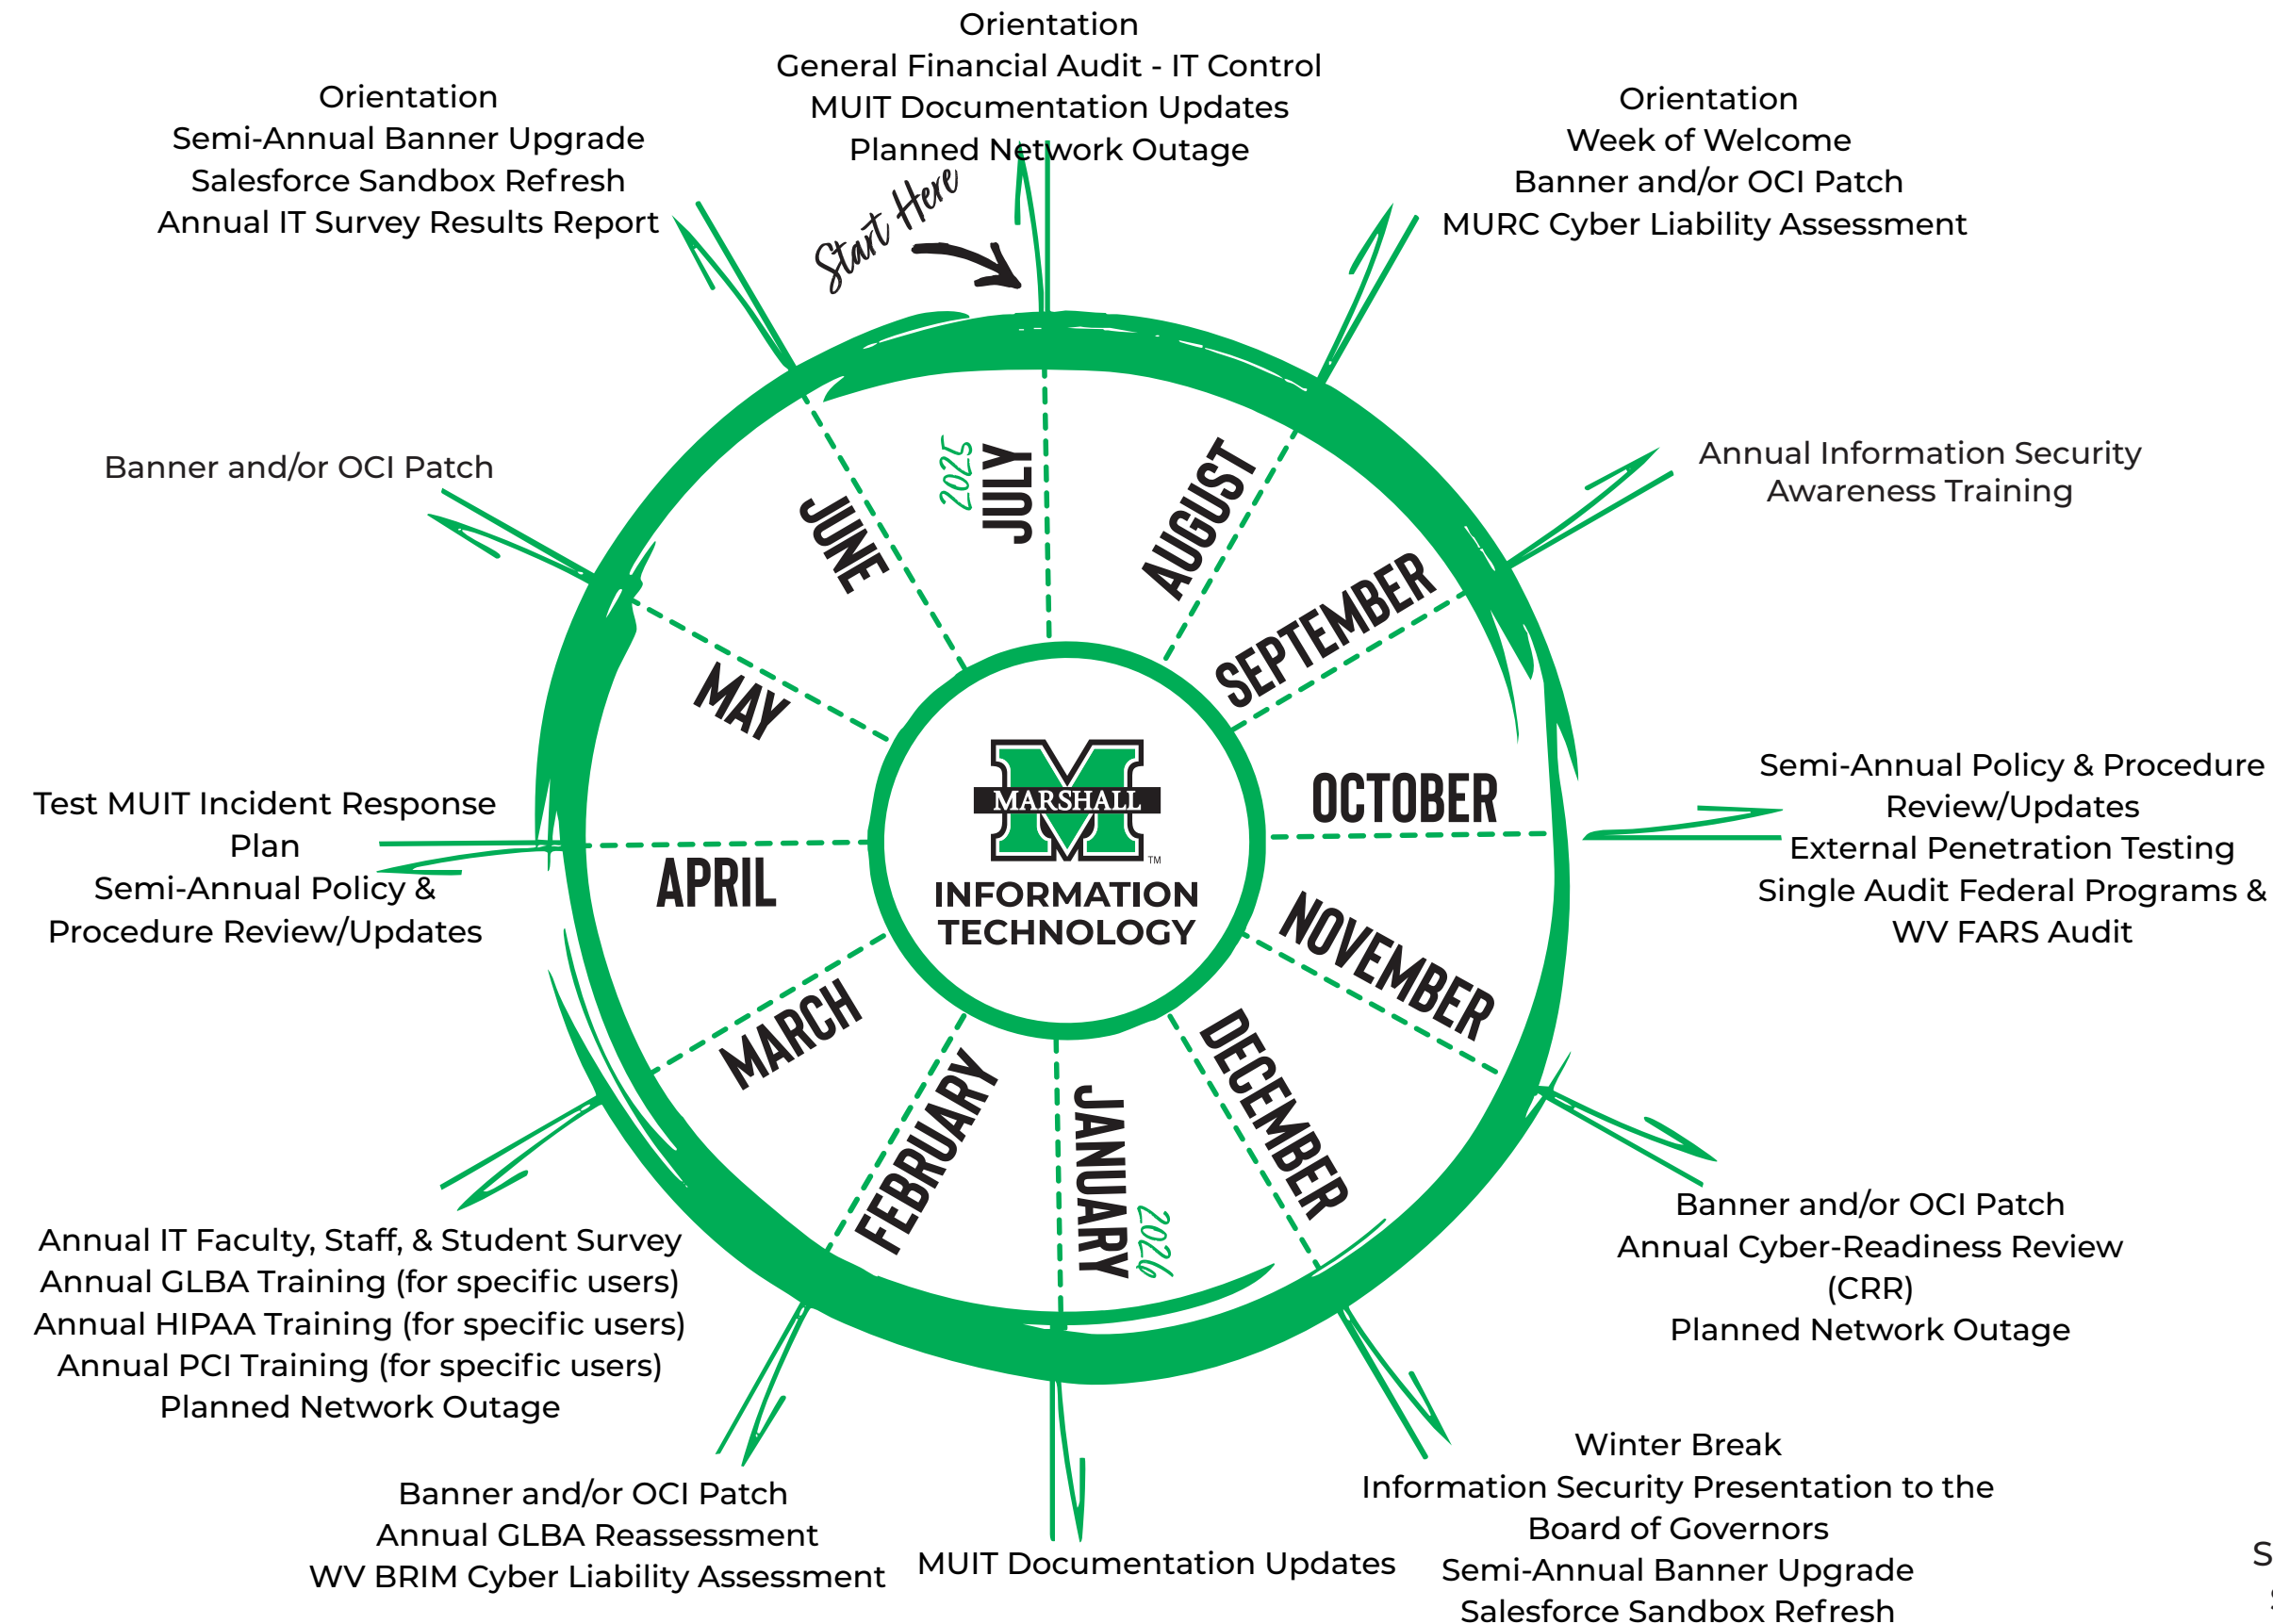 Orientation
General Financial Audit - IT Control
MUIT Documentation Updates
Planned Network Outage
Start Here
Orientation
Week of Welcome
Banner and/or OCI Patch
MURC Cyber Liability Assessment
Annual Information Security
Awareness Training
Semi-Annual Policy & Procedure
Review/Updates
External Penetration Testing
Single Audit Federal Programs &
WV FARS Audit
Banner and/or OCI Patch
Annual Cyber-Readiness Review
(CRR)
Planned Network Outage
Winter Break
Information Security Presentation to the
Board of Governors
Semi-Annual Banner Upgrade
Salesforce Sandbox Refresh
MUIT Documentation Updates
Banner and/or OCI Patch
Annual GLBA Reassessment
WV BRIM Cyber Liability Assessment
Annual IT Faculty, Staff, & Student Survey
Annual GLBA Training (for specific users)
Annual HIPAA Training (for specific users)
Annual PCI Training (for specific users)
Planned Network Outage
Test MUIT Incident Response
Plan
Semi-Annual Policy &
Procedure Review/Updates
Banner and/or OCI Patch
Orientation
Semi-Annual Banner Upgrade
Salesforce Sandbox Refresh
Annual IT Survey Results Report
2025
JULY
AUGUST
SEPTEMBER
OCTOBER
NOVEMBER
DECEMBER
JANUARY
2026
FEBRUARY
MARCH
APRIL
MAY
JUNE
MARSHALL
TM
INFORMATION
TECHNOLOGY